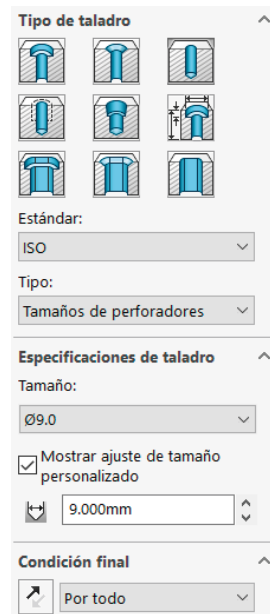 Tipo de taladro
Estándar:
ISO
Tipo:
Tamaños de perforadores
Especificaciones de taladro
Tamaño:
Ø9.0
Mostrar ajuste de tamaño
personalizado
9.000mm
Condición final
Por todo